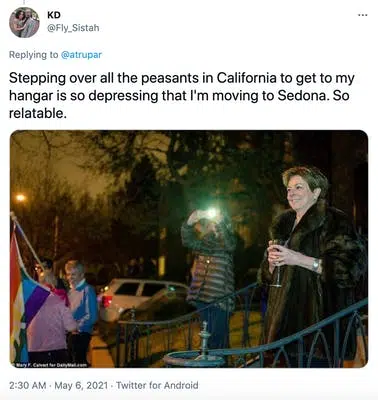 KD
@Fly_Sistah
Replying to @atrupar
Stepping over all the peasants in California to get to my
hangar is so depressing that I'm moving to Sedona. So
relatable.
Mary F. Calvert for DailyMail.com
2:30 AM · May 6, 2021 · Twitter for Android